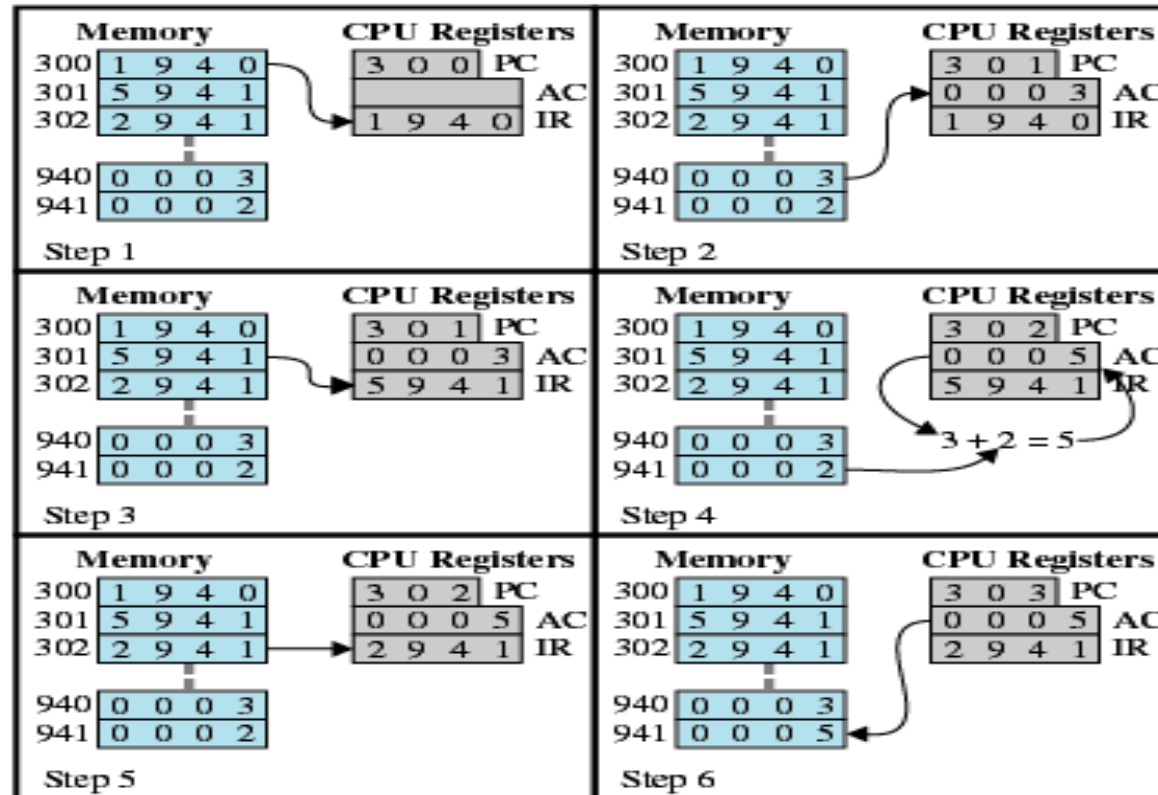 Memory CPU Registers
300 1 9 4 0 3 0 0 PC
301 5 9 4 1 AC
302 2 9 4 1 1 9 4 0 IR
940 0 0 0 3
941 0 0 0 2
Step 1
Memory CPU Registers
300 1 9 4 0 3 0 1 PC
301 5 9 4 1 0 0 0 3 AC
302 2 9 4 1 1 9 4 0 IR
940 0 0 0 3
941 0 0 0 2
Step 2
Memory CPU Registers
300 1 9 4 0 3 0 1 PC
301 5 9 4 1 0 0 0 3 AC
302 2 9 4 1 5 9 4 1 IR
940 0 0 0 3
941 0 0 0 2
Step 3
Memory CPU Registers
300 1 9 4 0 3 0 2 PC
301 5 9 4 1 0 0 0 5 AC
302 2 9 4 1 5 9 4 1 IR
940 0 0 0 3 3 + 2 = 5
941 0 0 0 2
Step 4
Memory CPU Registers
300 1 9 4 0 3 0 2 PC
301 5 9 4 1 0 0 0 5 AC
302 2 9 4 1 2 9 4 1 IR
940 0 0 0 3
941 0 0 0 2
Step 5
Memory CPU Registers
300 1 9 4 0 3 0 3 PC
301 5 9 4 1 0 0 0 5 AC
302 2 9 4 1 2 9 4 1 IR
940 0 0 0 3
941 0 0 0 5
Step 6